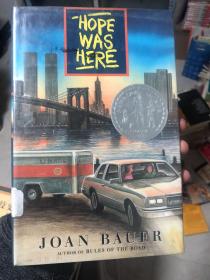 HOPE
WAS
HERE
JOAN BAUER
AUTHOR OF RULES OF THE ROAD